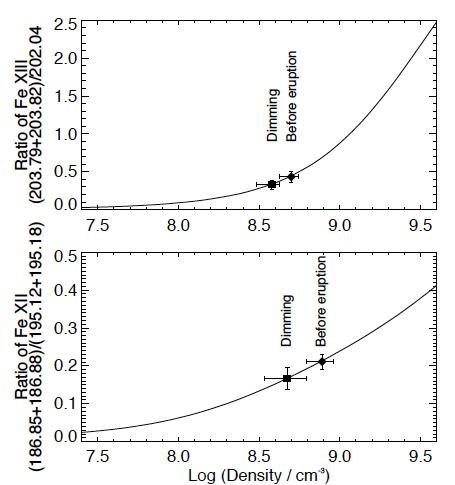 Ratio of Fe XIII
(203.79+203.82)/202.04
2.5
2.0
1.5
1.0
0.5
0.0
Dimming
Before eruption
7.5 8.0 8.5 9.0 9.5
Ratio of Fe XII
(186.85+186.88)/(195.12+195.18)
0.5
0.4
0.3
0.2
0.1
0.0
Dimming
Before eruption
7.5 8.0 8.5 9.0 9.5
Log (Density / cm⁻³)